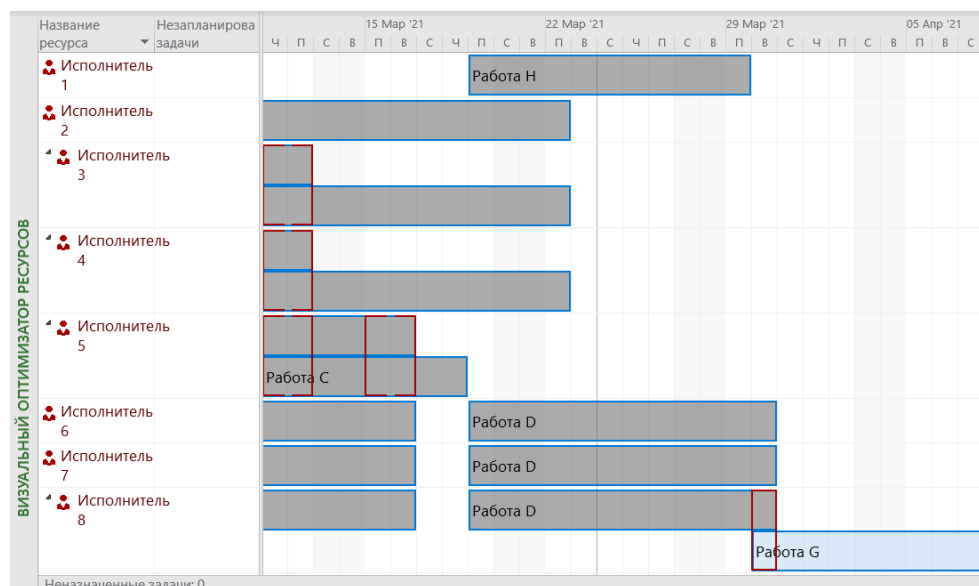 Название ресурса
Незапланирова задачи
15 Мар '21
22 Мар '21
29 Мар '21
05 Апр '21
Ч П С В П В С Ч П С В П В С Ч П С В П В С Ч П С В П В С
ВИЗУАЛЬНЫЙ ОПТИМИЗАТОР РЕСУРСОВ
Исполнитель
1
Работа H
Исполнитель
2
Исполнитель
3
Исполнитель
4
Исполнитель
5
Работа C
Исполнитель
6
Работа D
Исполнитель
7
Работа D
Исполнитель
8
Работа D
Работа G
Неназначенные задачи: 0